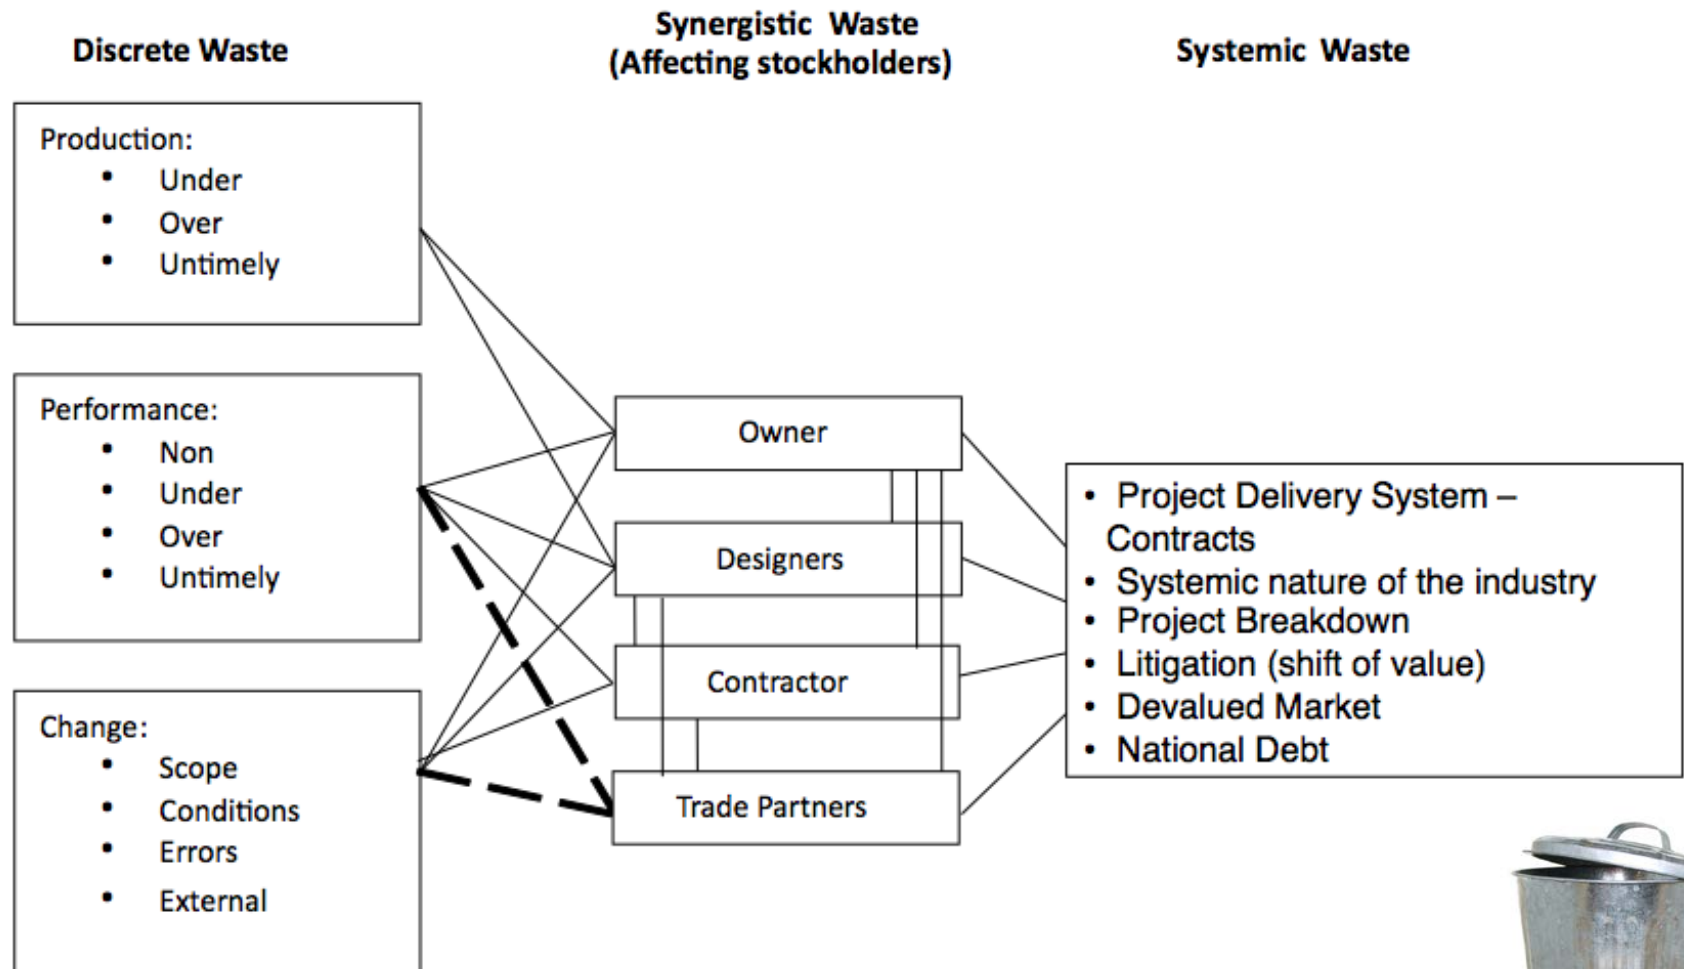 Discrete Waste
Synergistic Waste
(Affecting stockholders)
Systemic Waste
Production:
• Under
• Over
• Untimely
Performance:
• Non
• Under
• Over
• Untimely
Change:
• Scope
• Conditions
• Errors
• External
Owner
Designers
Contractor
Trade Partners
• Project Delivery System –
Contracts
• Systemic nature of the industry
• Project Breakdown
• Litigation (shift of value)
• Devalued Market
• National Debt